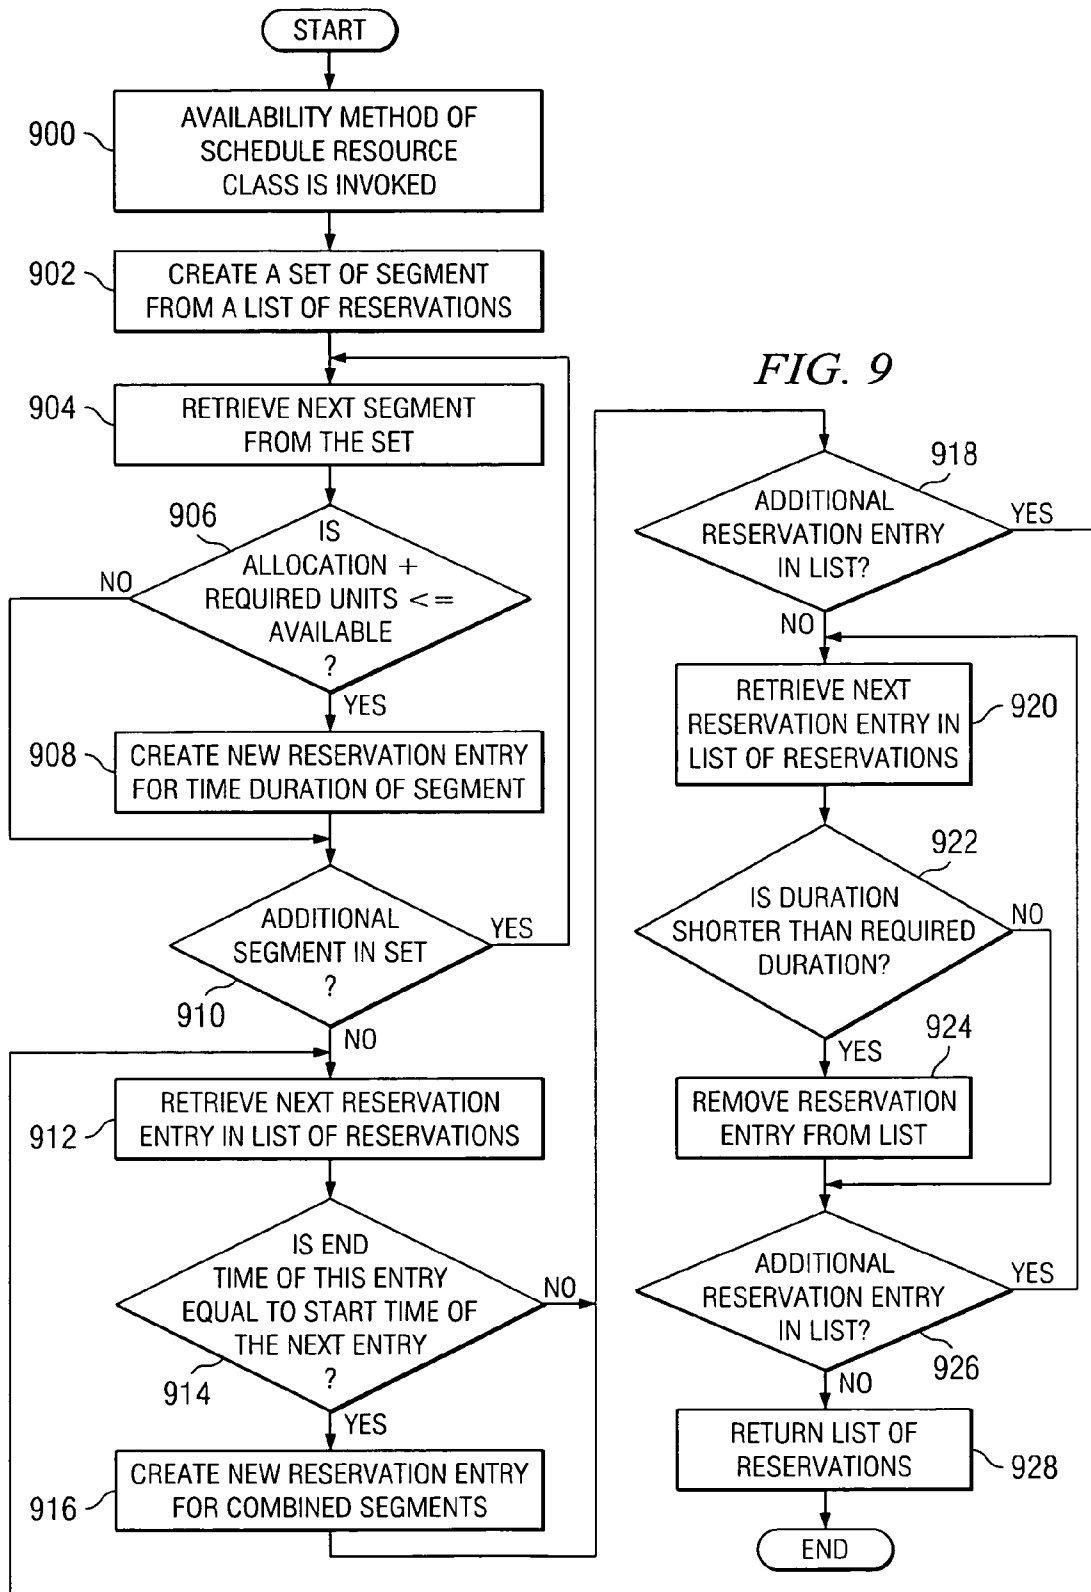 START
900
AVAILABILITY METHOD OF
SCHEDULE RESOURCE
CLASS IS INVOKED
902
CREATE A SET OF SEGMENT
FROM A LIST OF RESERVATIONS
904
RETRIEVE NEXT SEGMENT
FROM THE SET
906
IS
ALLOCATION +
REQUIRED UNITS <=
AVAILABLE
?
NO
YES
908
CREATE NEW RESERVATION ENTRY
FOR TIME DURATION OF SEGMENT
ADDITIONAL
SEGMENT IN SET
?
YES
910
NO
912
RETRIEVE NEXT RESERVATION
ENTRY IN LIST OF RESERVATIONS
IS END
TIME OF THIS ENTRY
EQUAL TO START TIME OF
THE NEXT ENTRY
?
NO
914
YES
916
CREATE NEW RESERVATION ENTRY
FOR COMBINED SEGMENTS
FIG. 9
918
ADDITIONAL
RESERVATION ENTRY
IN LIST?
YES
NO
RETRIEVE NEXT
RESERVATION ENTRY IN
LIST OF RESERVATIONS
920
922
IS DURATION
SHORTER THAN REQUIRED
DURATION?
NO
YES
924
REMOVE RESERVATION
ENTRY FROM LIST
ADDITIONAL
RESERVATION ENTRY
IN LIST?
YES
926
NO
RETURN LIST OF
RESERVATIONS
928
END